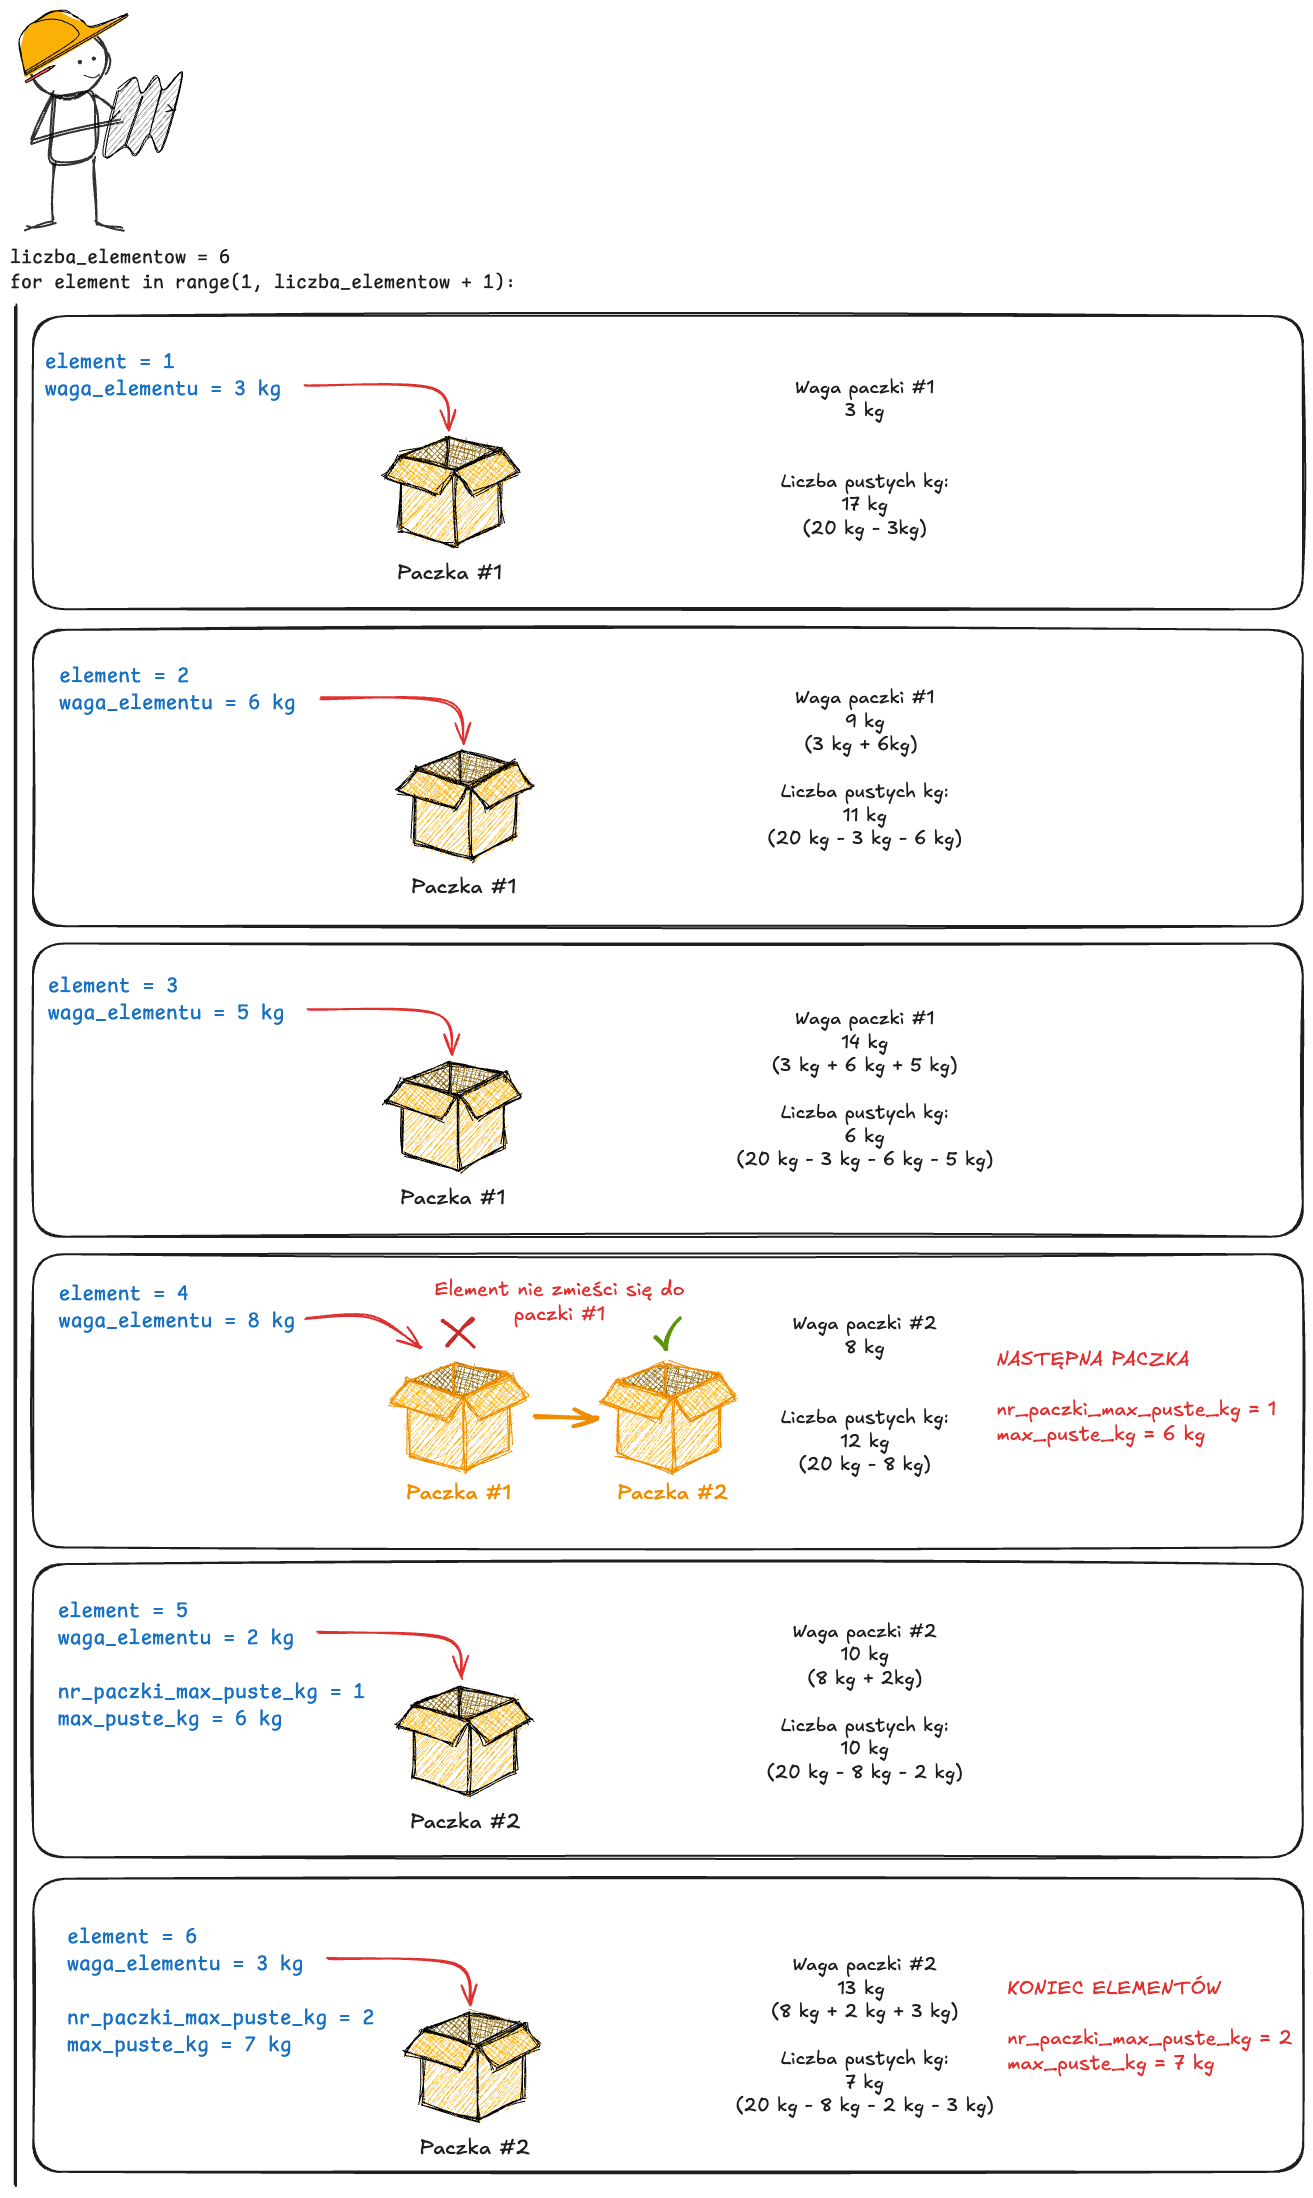 liczba_elementow = 6
for element in range(1, liczba_elementow + 1):
element = 1
waga_elementu = 3 kg
Paczka #1
Waga paczki #1
3 kg
Liczba pustych kg:
17 kg
(20 kg - 3kg)
element = 2
waga_elementu = 6 kg
Paczka #1
Waga paczki #1
9 kg
(3 kg + 6kg)
Liczba pustych kg:
11 kg
(20 kg - 3 kg - 6 kg)
element = 3
waga_elementu = 5 kg
Paczka #1
Waga paczki #1
14 kg
(3 kg + 6 kg + 5 kg)
Liczba pustych kg:
6 kg
(20 kg - 3 kg - 6 kg - 5 kg)
element = 4
waga_elementu = 8 kg
Element nie zmieści się do
paczki #1
Paczka #1
Paczka #2
Waga paczki #2
8 kg
Liczba pustych kg:
12 kg
(20 kg - 8 kg)
NASTĘPNA PACZKA
nr_paczki_max_puste_kg = 1
max_puste_kg = 6 kg
element = 5
waga_elementu = 2 kg
nr_paczki_max_puste_kg = 1
max_puste_kg = 6 kg
Paczka #2
Waga paczki #2
10 kg
(8 kg + 2kg)
Liczba pustych kg:
10 kg
(20 kg - 8 kg - 2 kg)
element = 6
waga_elementu = 3 kg
nr_paczki_max_puste_kg = 2
max_puste_kg = 7 kg
Paczka #2
Waga paczki #2
13 kg
(8 kg + 2 kg + 3 kg)
Liczba pustych kg:
7 kg
(20 kg - 8 kg - 2 kg - 3 kg)
KONIEC ELEMENTÓW
nr_paczki_max_puste_kg = 2
max_puste_kg = 7 kg